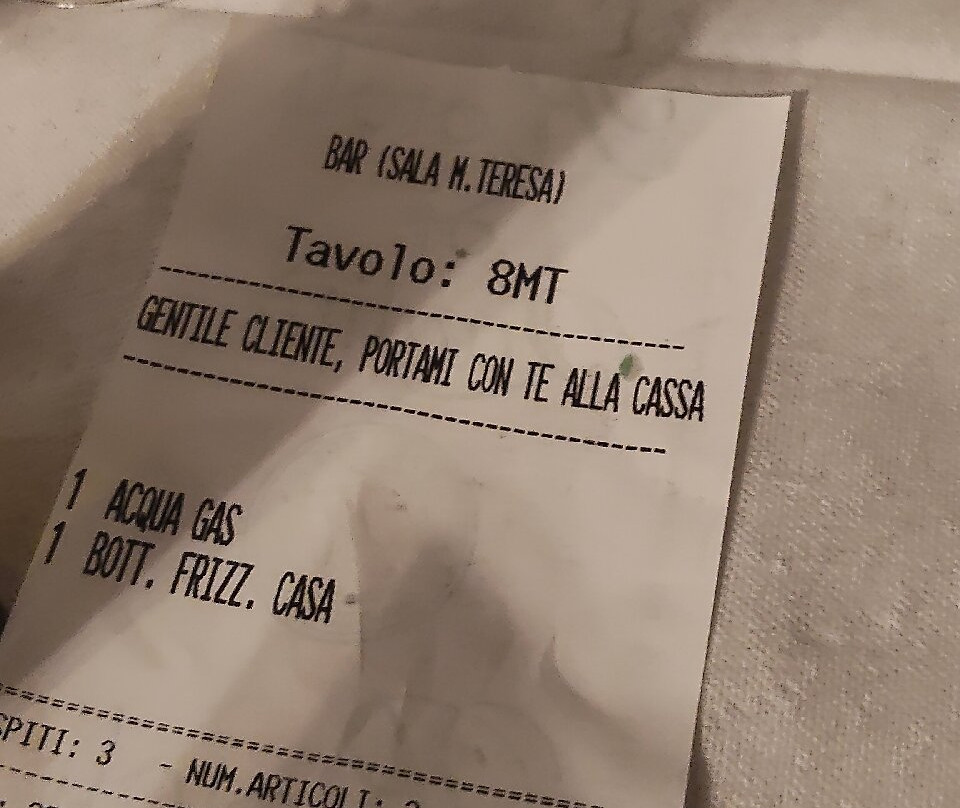 BAR (SALA M.TERESA)
Tavolo: 8MT
GENTILE CLIENTE, PORTAMI CON TE ALLA CASSA
1 ACQUA GAS
1 BOTT. FRIZZ. CASA
SPITI: 3 - NUM.ARTICOLI: